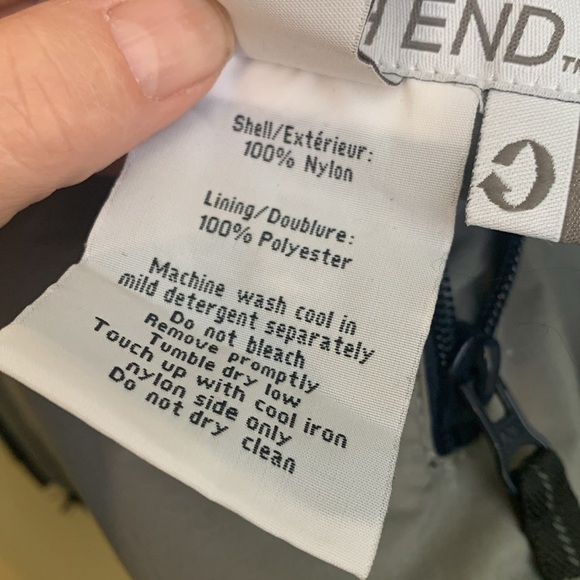 END™
Shell/Extérieur:
100% Nylon
Lining/Doublure:
100% Polyester
Machine wash cool in
mild detergent separately
Do not bleach
Remove promptly
Tumble dry low
Touch up with cool iron
nylon side only
Do not dry clean